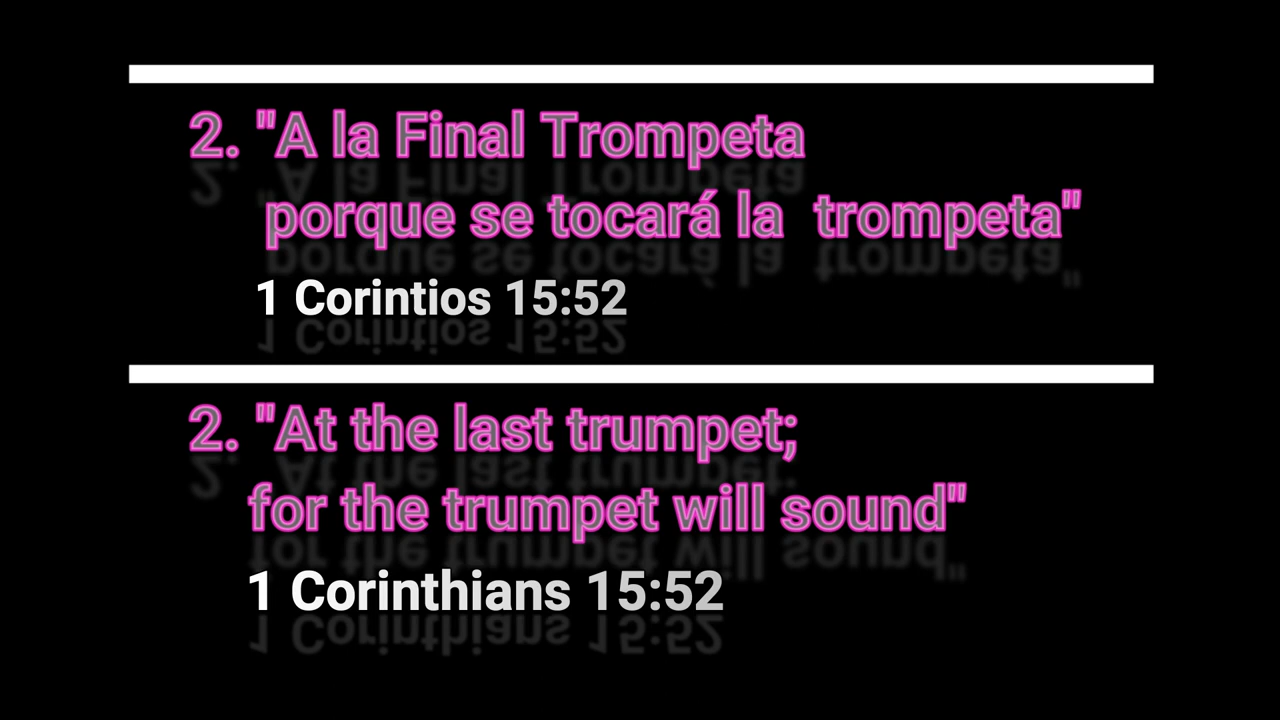 2. "A la Final Trompeta
porque se tocará la  trompeta"
1 Corintios 15:52
2. "At the last trumpet;
for the trumpet will sound"
1 Corinthians 15:52